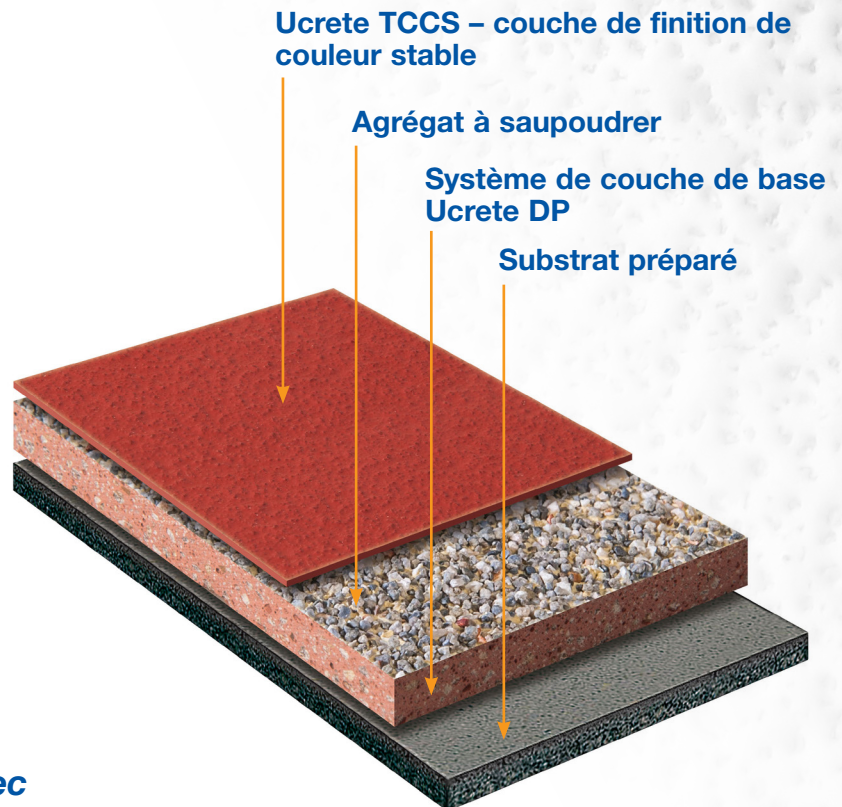 Ucrete TCCS – couche de finition de
couleur stable
Agrégat à saupoudrer
Système de couche de base
Ucrete DP
Substrat préparé
ec